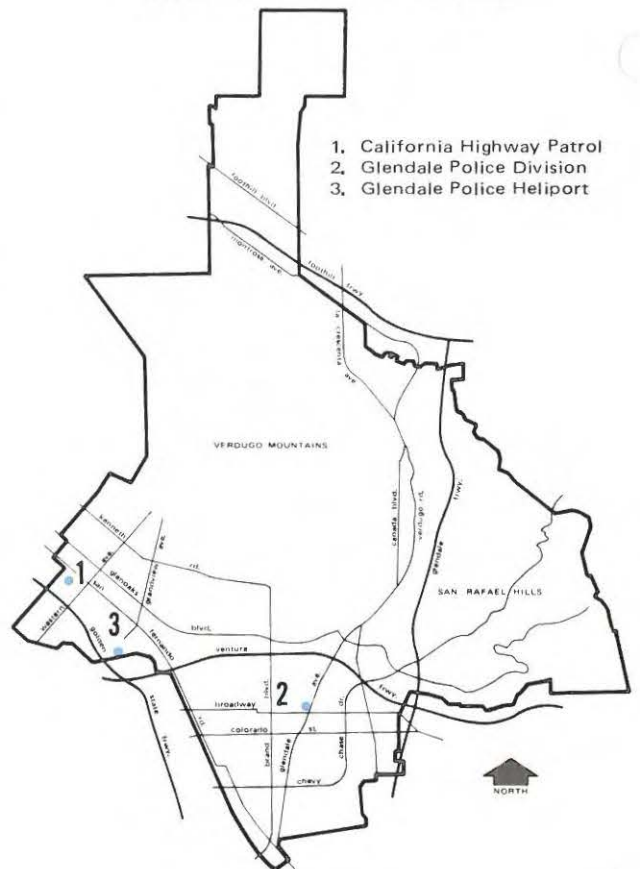 1. California Highway Patrol
2. Glendale Police Division
3. Glendale Police Heliport
foothill blvd.
montrose ave.
foothill frwy.
la crescenta ave.
VERDUGO MOUNTAINS
canada blvd.
verdugo rd.
glendale frwy.
SAN RAFAEL HILLS
kenneth rd.
western ave.
grandview ave.
glenoaks blvd.
san fernando rd.
1
3
2
golden state frwy.
ventura frwy.
broadway
colorado st.
brand blvd.
glendale ave.
chevy chase dr.
NORTH